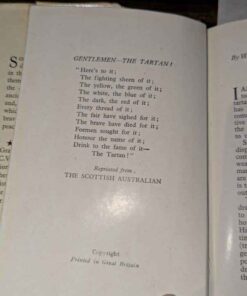 GENTLEMEN—THE TARTAN!
"Here's to it;
The fighting sheen of it;
The yellow, the green of it;
The white, the blue of it;
The dark, the red of it;
Every thread of it;
The fair have sighed for it;
The brave have died for it;
Foemen sought for it;
Honour the name of it;
Drink to the fame of it—
The Tartan!"
Reprinted from,
THE SCOTTISH AUSTRALIAN
Copyright
Printed in Great Britain